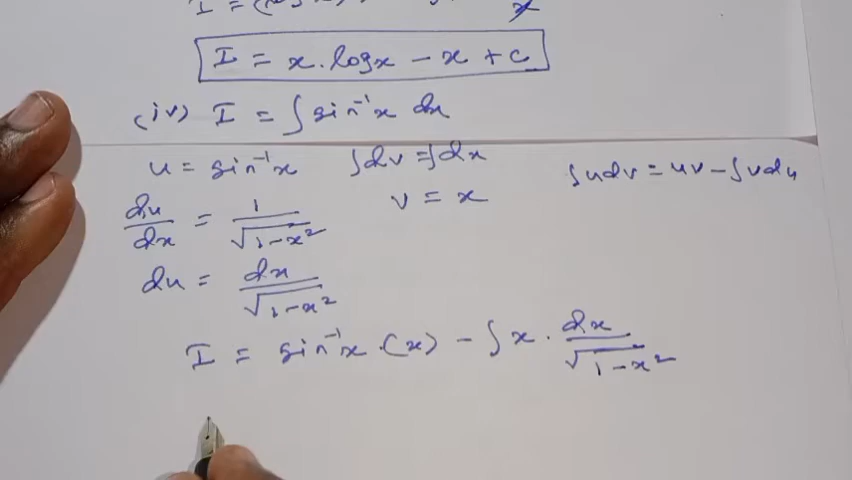 I =
I = x.logx - x + c
(iv) I = ∫ sin⁻¹x dx
u = sin⁻¹x ∫dv = ∫dx ∫udv = uv - ∫vdu
du/dx = 1/√(1-x²) v = x
du = dx/√(1-x²)
I = sin⁻¹x.(x) - ∫x . dx/√(1-x²)